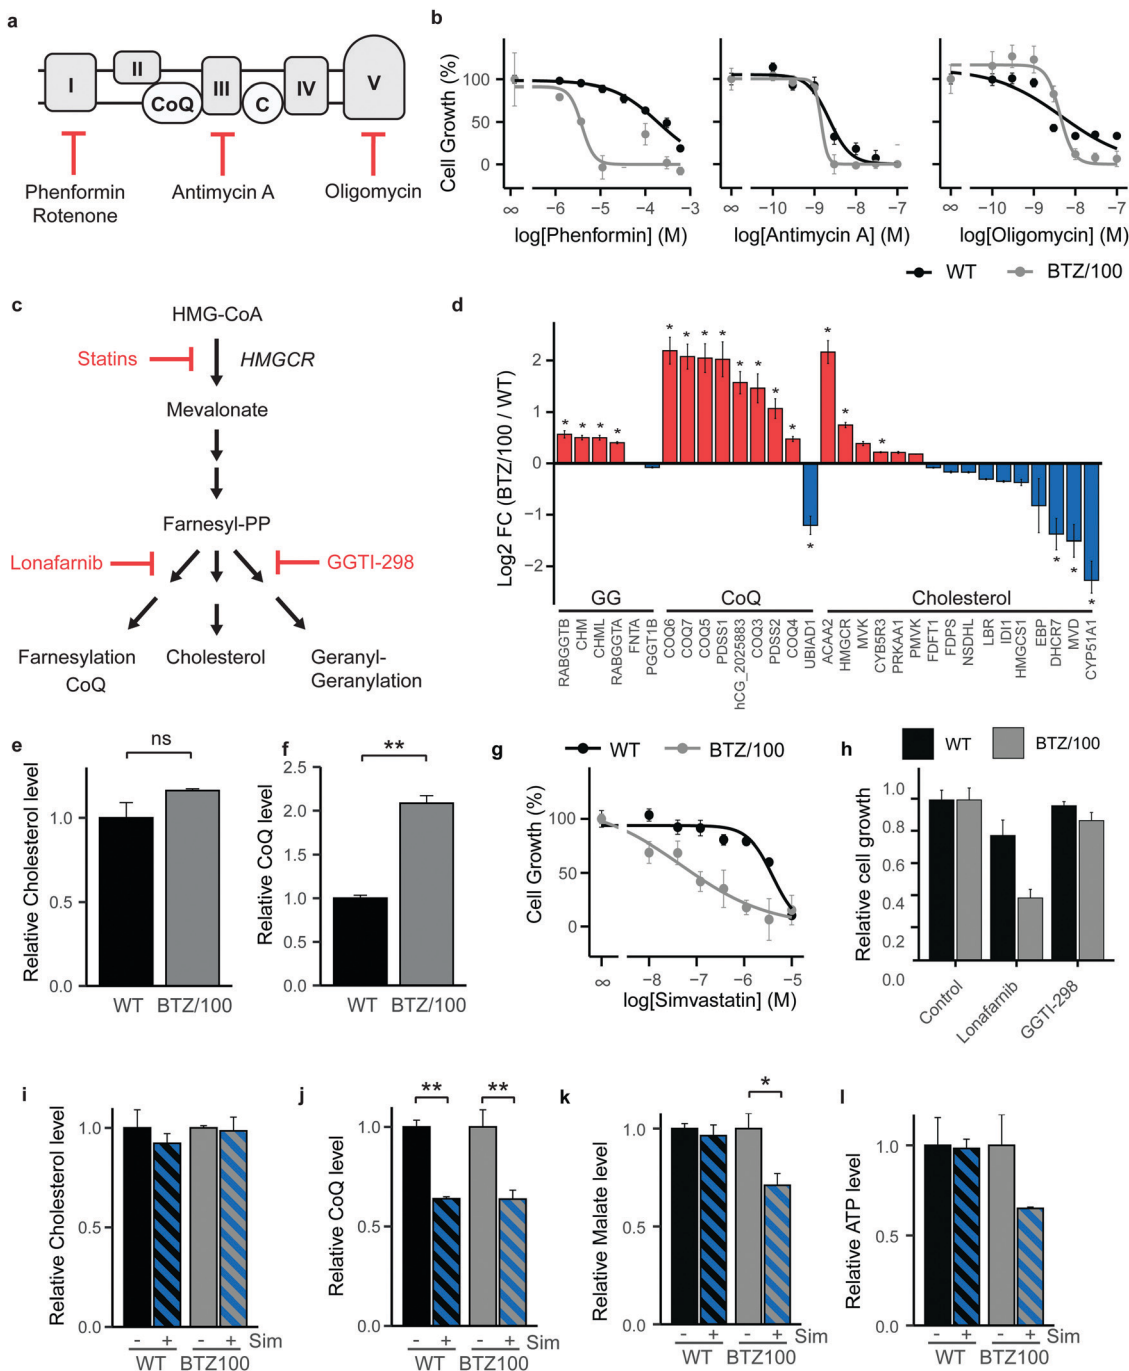 a
I
II
III
IV
V
CoQ
C
Phenformin
Rotenone
Antimycin A
Oligomycin
b
Cell Growth (%)
100
50
0
∞
−6
−5
−4
−3
log[Phenformin] (M)
∞
−10
−9
−8
−7
log[Antimycin A] (M)
∞
−10
−9
−8
−7
log[Oligomycin] (M)
WT
BTZ/100
c
HMG-CoA
Statins
HMGCR
Mevalonate
Farnesyl-PP
Lonafarnib
GGTI-298
Farnesylation
CoQ
Cholesterol
Geranyl-
Geranylation
d
Log2 FC (BTZ/100 / WT)
2
1
0
−1
−2
* * * * * * * * * * * * * * * * * * *
GG
CoQ
Cholesterol
RABGGTB
CHM
CHML
RABGGTA
FNTA
PGGT1B
COQ6
COQ7
COQ5
PDSS1
hCG_2025883
COQ3
PDSS2
COQ4
UBIAD1
ACAA2
HMGCR
MVK
CYB5R3
PRKAA1
PMVK
FDFT1
FDPS
NSDHL
LBR
IDI1
HMGCS1
EBP
DHCR7
MVD
CYP51A1
e
Relative Cholesterol level
ns
1.0
0.5
0.0
WT
BTZ/100
f
Relative CoQ level
**
2.5
2.0
1.5
1.0
0.5
0.0
WT
BTZ/100
g
WT
BTZ/100
Cell Growth (%)
100
50
0
∞
−8
−7
−6
−5
log[Simvastatin] (M)
h
WT
BTZ/100
Relative cell growth
1.0
0.8
0.6
0.4
0.2
0.0
Control
Lonafarnib
GGTI-298
i
Relative Cholesterol level
1.0
0.5
0.0
- + - + Sim
WT BTZ100
j
Relative CoQ level
** **
1.0
0.5
0.0
- + - + Sim
WT BTZ100
k
Relative Malate level
*
1.0
0.5
0.0
- + - + Sim
WT BTZ100
l
Relative ATP level
1.0
0.5
0.0
- + - + Sim
WT BTZ100